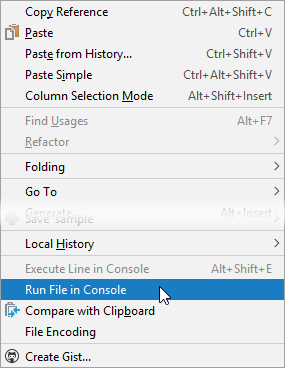 Copy Reference Ctrl+Alt+Shift+C
Paste Ctrl+V
Paste from History... Ctrl+Shift+V
Paste Simple Ctrl+Alt+Shift+V
Column Selection Mode Alt+Shift+Insert
Find Usages Alt+F7
Refactor
Folding
Go To
Generate... Alt+Insert
Save 'sample'
Local History
Execute Line in Console Alt+Shift+E
Run File in Console
Compare with Clipboard
File Encoding
Create Gist...